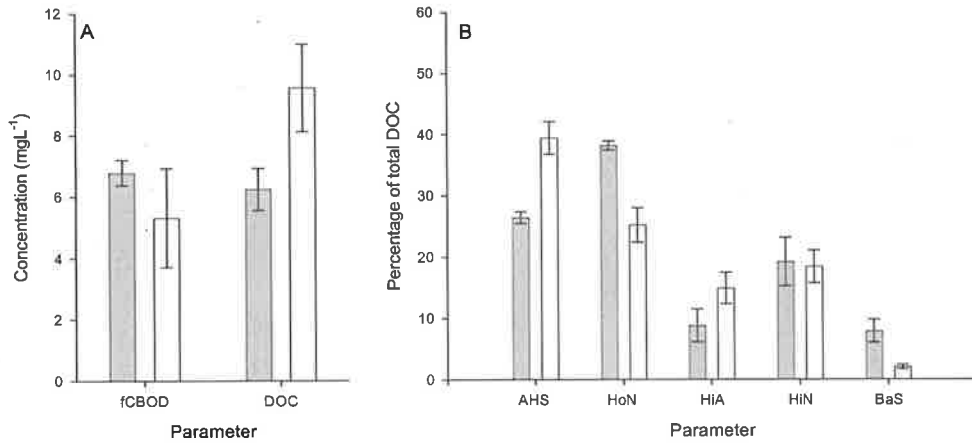 A
Concentration (mgL⁻¹)
12
10
8
6
4
2
0
fCBOD DOC
Parameter
B
Percentage of total DOC
60
50
40
30
20
10
0
AHS HoN HiA HiN BaS
Parameter